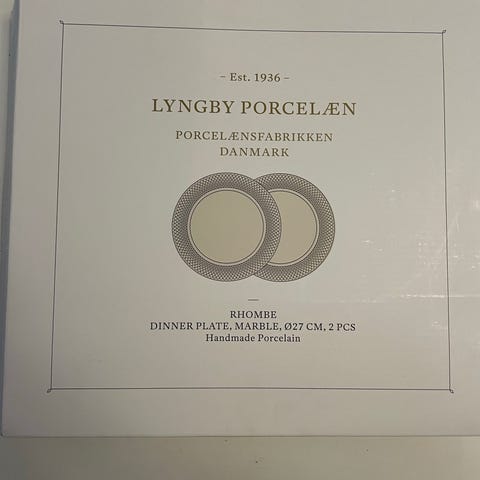 – Est. 1936 –
LYNGBY PORCELÆN
PORCELÆNSFABRIKKEN
DANMARK
RHOMBE
DINNER PLATE, MARBLE, Ø27 CM, 2 PCS
Handmade Porcelain